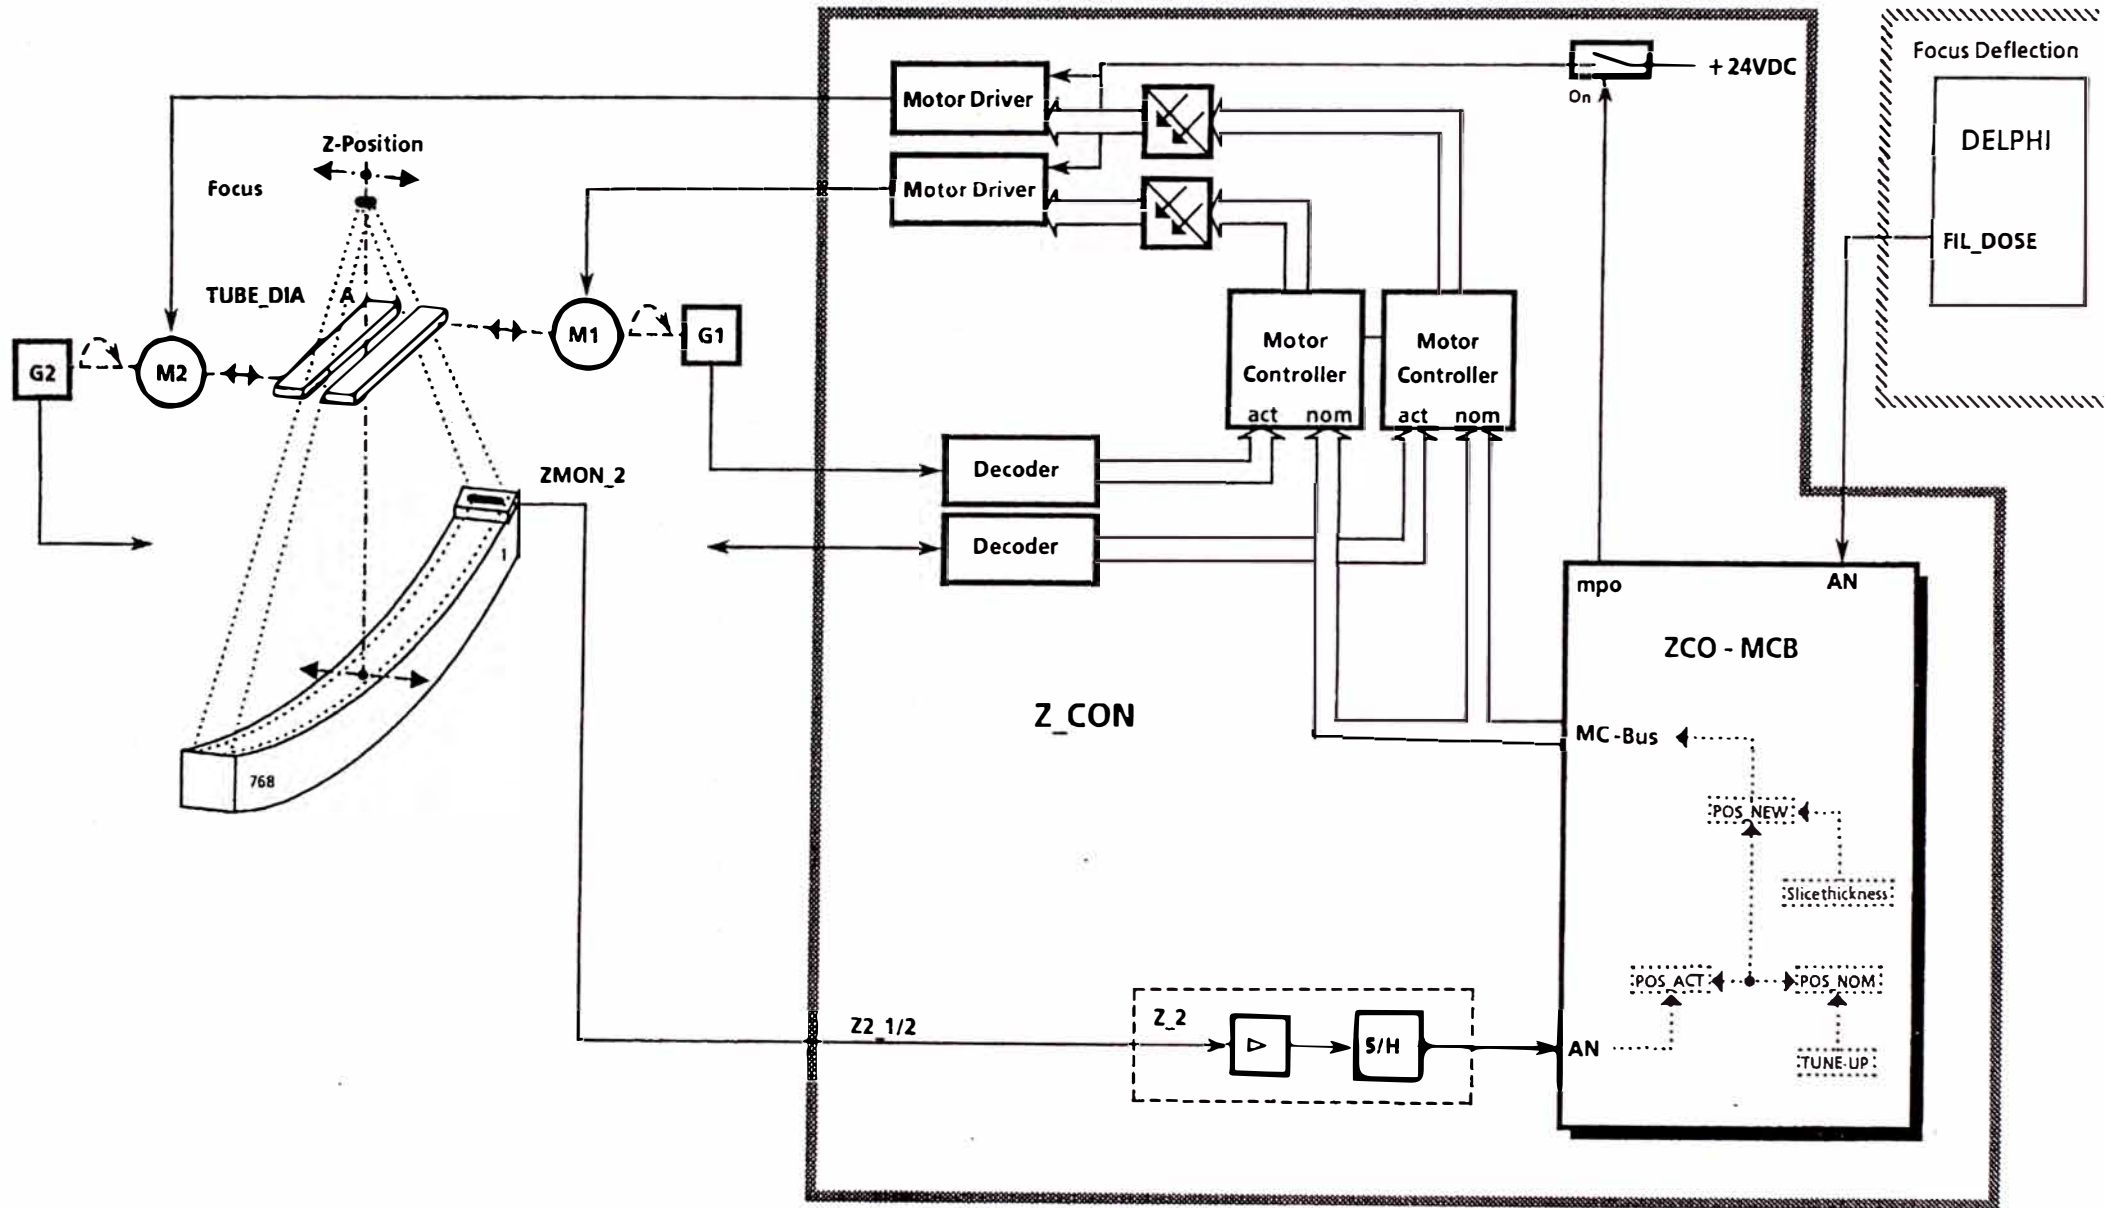 Focus Deflection
+24VDC
On
Motor Driver
DELPHI
Z-Position
Focus
Motor Driver
FIL_DOSE
TUBE_DIA
A
M1
G1
G2
M2
Motor
Controller
act nom
Motor
Controller
act nom
ZMON_2
Decoder
Decoder
1
mpo
AN
ZCO - MCB
Z_CON
MC-Bus
768
POS_NEW
Slicethickness
POS_ACT
POS_NOM
Z2_1/2
Z_2
S/H
AN
TUNE-UP